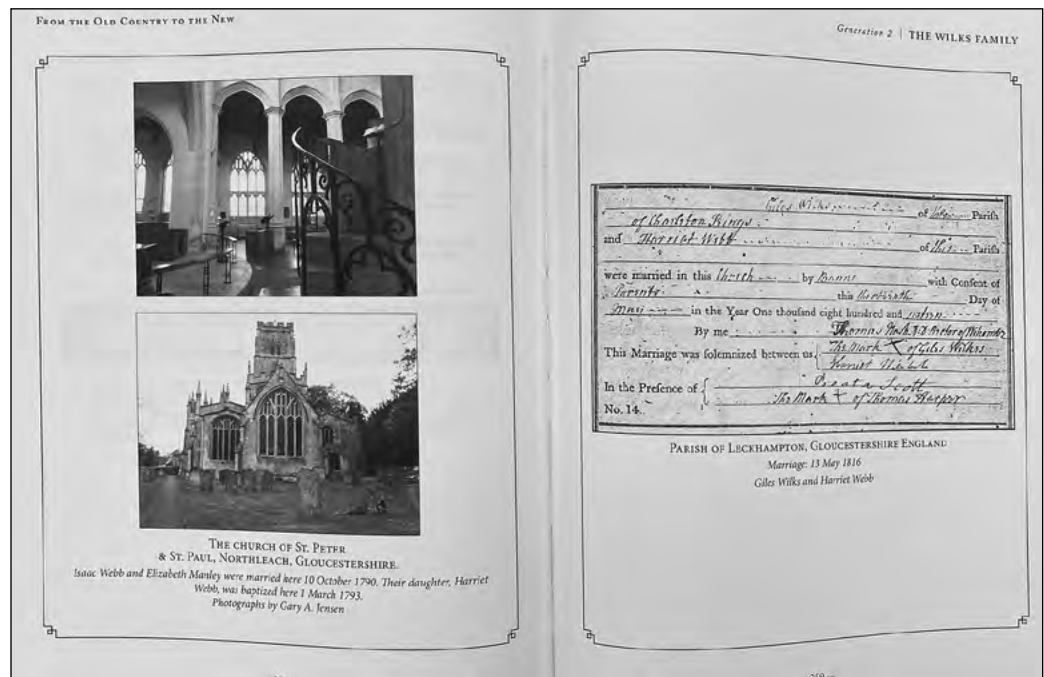 From the Old Country to the New
The church of St. Peter
& St. Paul, Northleach, Gloucestershire.
Isaac Webb and Elizabeth Manley were married here 10 October 1790. Their daughter, Harriet
Webb, was baptized here 1 March 1793.
Photographs by Gary A. Jensen
Generation 2 | THE WILKS FAMILY
Giles Wilks of Parish
of Charlton Kings
and Harriet Webb of this Parish
were married in this Church by Banns with Consent of
Parents this thirteenth Day of
May in the Year One thousand eight hundred and
By me Thomas Nash
This Marriage was solemnized between us The Mark X of Giles Wilkes
Harriet
In the Presence of Scott
The Mark X of Thomas Harper
No. 14.
Parish of Leckhampton, Gloucestershire England
Marriage: 13 May 1816
Giles Wilks and Harriet Webb